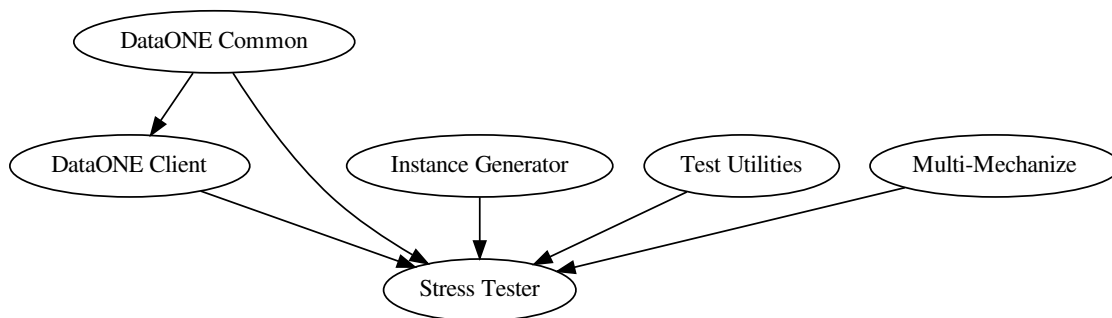 DataONE Common
DataONE Client
Instance Generator
Test Utilities
Multi-Mechanize
Stress Tester